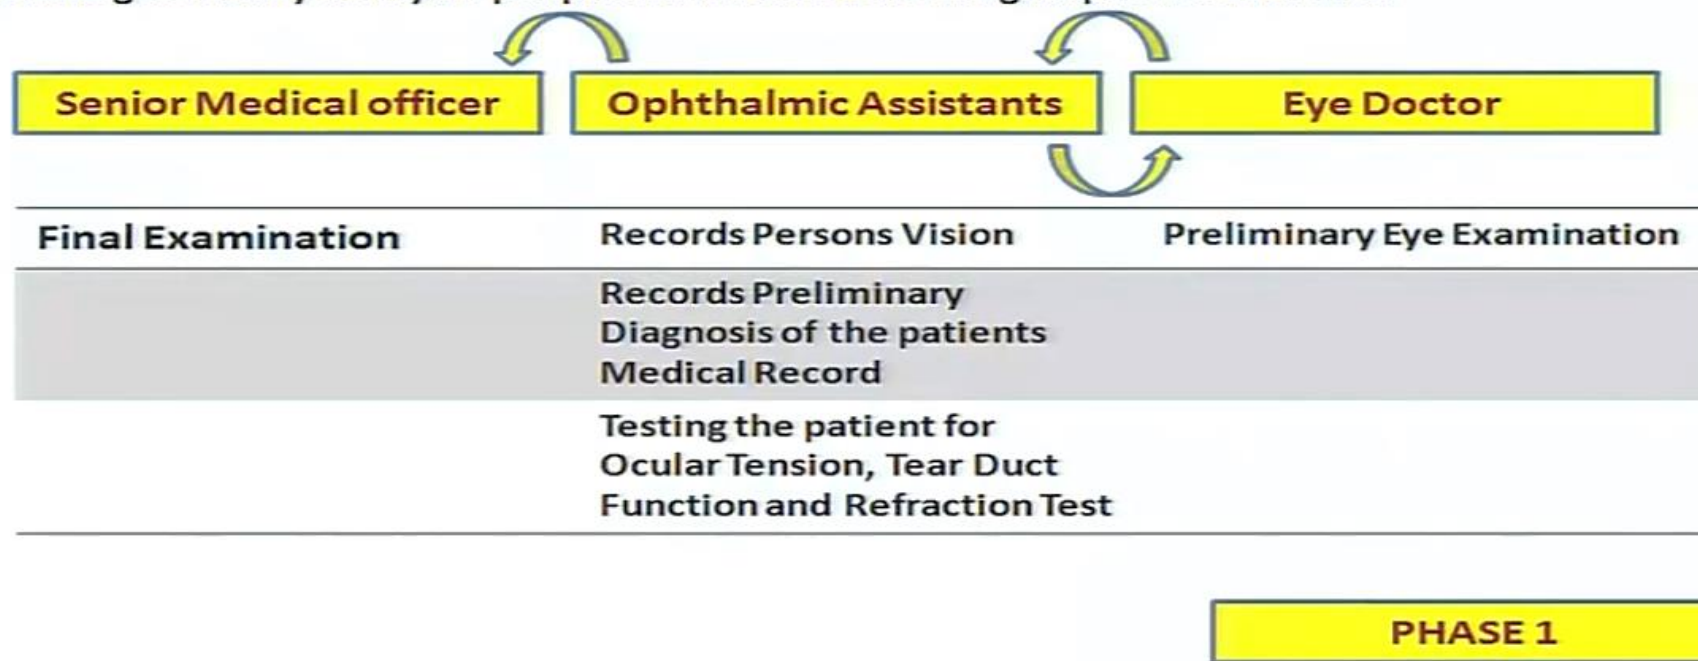 Senior Medical officer
Ophthalmic Assistants
Eye Doctor
Final Examination
Records Persons Vision
Preliminary Eye Examination
Records Preliminary
Diagnosis of the patients
Medical Record
Testing the patient for
Ocular Tension, Tear Duct
Function and Refraction Test
PHASE 1